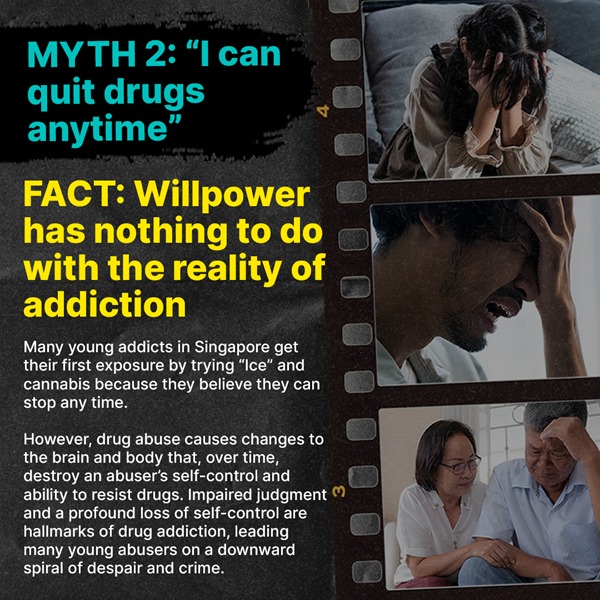 MYTH 2: “I can
quit drugs
anytime”
FACT: Willpower
has nothing to do
with the reality of
addiction
Many young addicts in Singapore get
their first exposure by trying “Ice” and
cannabis because they believe they can
stop any time.
However, drug abuse causes changes to
the brain and body that, over time,
destroy an abuser’s self-control and
ability to resist drugs. Impaired judgment
and a profound loss of self-control are
hallmarks of drug addiction, leading
many young abusers on a downward
spiral of despair and crime.
4
3